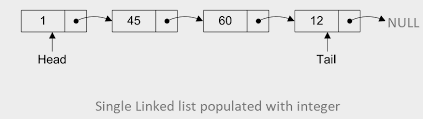 1 45 60 12 NULL
Head Tail
Single Linked list populated with integer